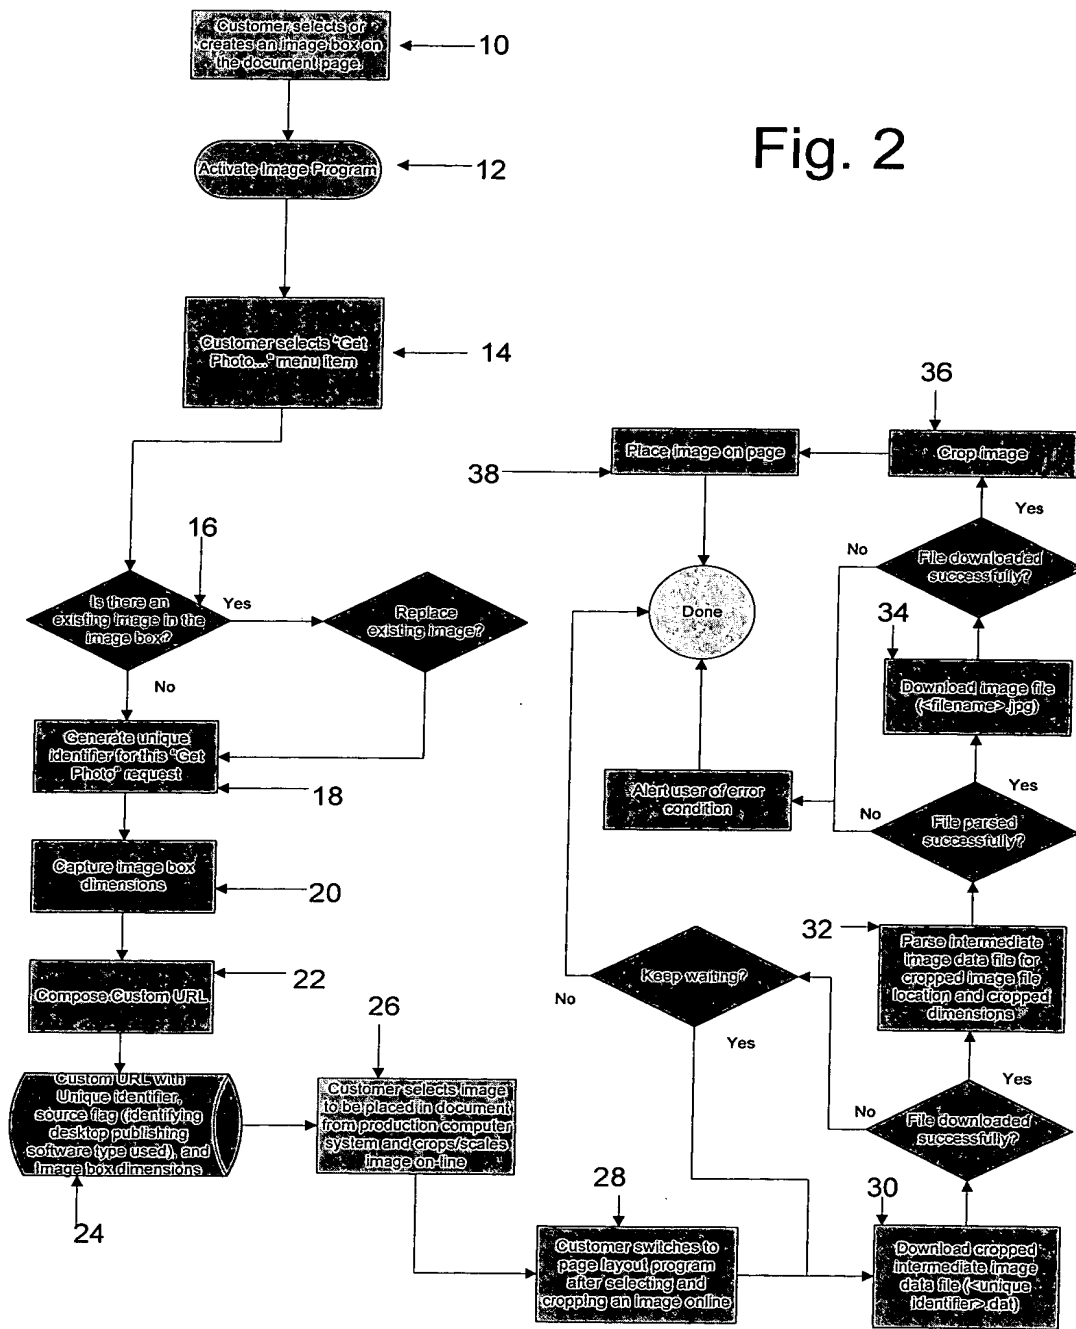 Customer selects or
creates an image box on
the document page.
10
Fig. 2
Activate Image Program
12
Customer selects "Get
Photo..." menu item
14
16
Is there an
existing image in the
image box?
Yes
No
Replace
existing image?
Generate unique
identifier for this "Get
Photo" request
18
Capture image box
dimensions
20
Compose Custom URL
22
Custom URL with
Unique identifier,
source flag (identifying
desktop publishing
software type used), and
Image box dimensions
24
26
Customer selects image
to be placed in document
from production computer
system and crops/scales
image on-line
28
Customer switches to
page layout program
after selecting and
cropping an image online
30
Download cropped
intermediate image
data file (<unique
identifier>.dat)
File downloaded
successfully?
Yes
No
Keep waiting?
No
Yes
32
Parse intermediate
image data file for
cropped image file
location and cropped
dimensions
File parsed
successfully?
Yes
No
Alert user of error
condition
34
Download image file
(<filename>.jpg)
File downloaded
successfully?
Yes
No
36
Crop image
Place image on page
38
Done